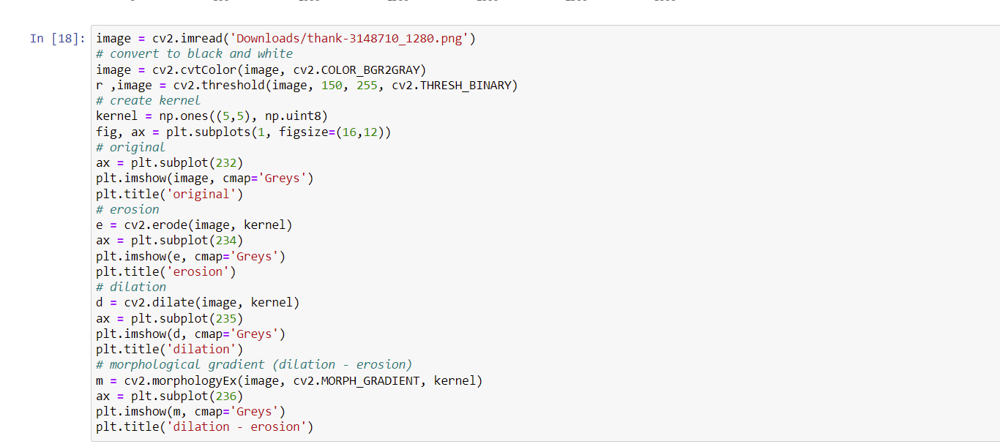 In [18]: image = cv2.imread('Downloads/thank-3148710_1280.png')
# convert to black and white
image = cv2.cvtColor(image, cv2.COLOR_BGR2GRAY)
r ,image = cv2.threshold(image, 150, 255, cv2.THRESH_BINARY)
# create kernel
kernel = np.ones((5,5), np.uint8)
fig, ax = plt.subplots(1, figsize=(16,12))
# original
ax = plt.subplot(232)
plt.imshow(image, cmap='Greys')
plt.title('original')
# erosion
e = cv2.erode(image, kernel)
ax = plt.subplot(234)
plt.imshow(e, cmap='Greys')
plt.title('erosion')
# dilation
d = cv2.dilate(image, kernel)
ax = plt.subplot(235)
plt.imshow(d, cmap='Greys')
plt.title('dilation')
# morphological gradient (dilation - erosion)
m = cv2.morphologyEx(image, cv2.MORPH_GRADIENT, kernel)
ax = plt.subplot(236)
plt.imshow(m, cmap='Greys')
plt.title('dilation - erosion')